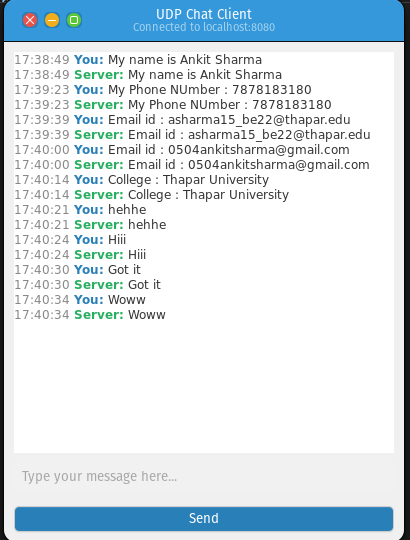 UDP Chat Client
Connected to localhost:8080
17:38:49 You: My name is Ankit Sharma
17:38:49 Server: My name is Ankit Sharma
17:39:23 You: My Phone NUmber : 7878183180
17:39:23 Server: My Phone NUmber : 7878183180
17:39:39 You: Email id : asharma15_be22@thapar.edu
17:39:39 Server: Email id : asharma15_be22@thapar.edu
17:40:00 You: Email id : 0504ankitsharma@gmail.com
17:40:00 Server: Email id : 0504ankitsharma@gmail.com
17:40:14 You: College : Thapar University
17:40:14 Server: College : Thapar University
17:40:21 You: hehhe
17:40:21 Server: hehhe
17:40:24 You: Hiii
17:40:24 Server: Hiii
17:40:30 You: Got it
17:40:30 Server: Got it
17:40:34 You: Woww
17:40:34 Server: Woww
Type your message here...
Send